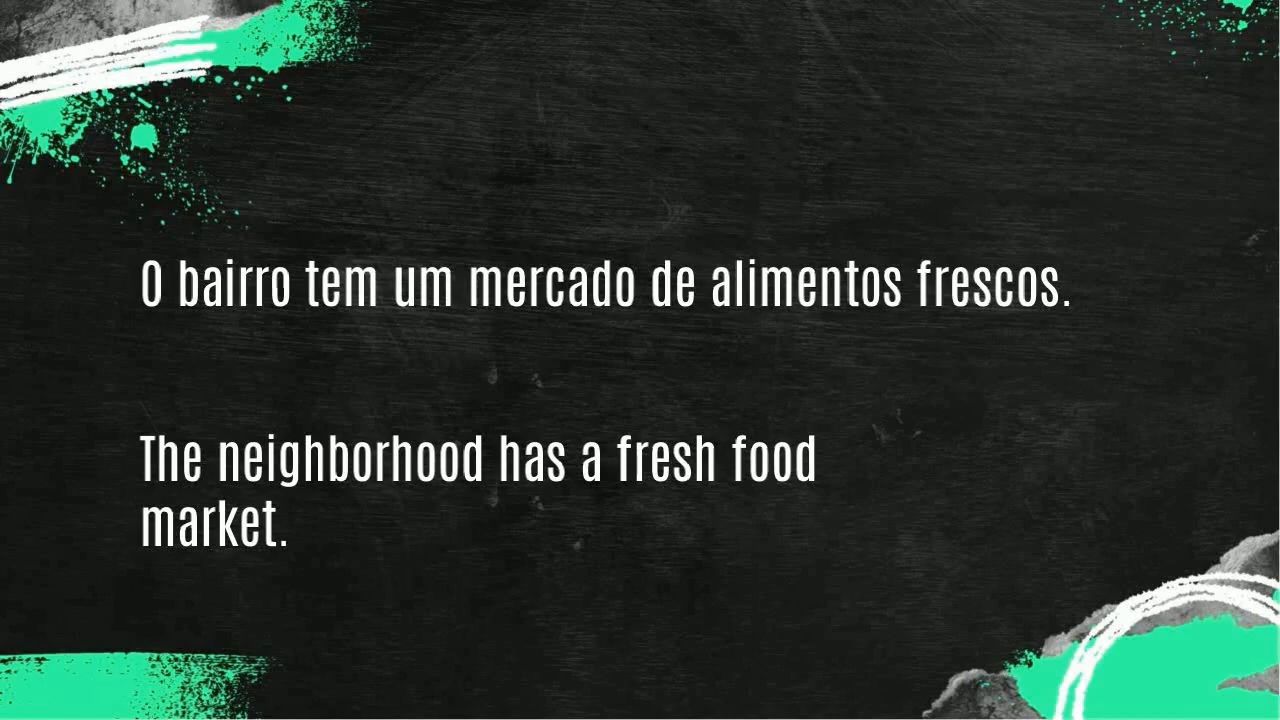 O bairro tem um mercado de alimentos frescos.
The neighborhood has a fresh food
market.